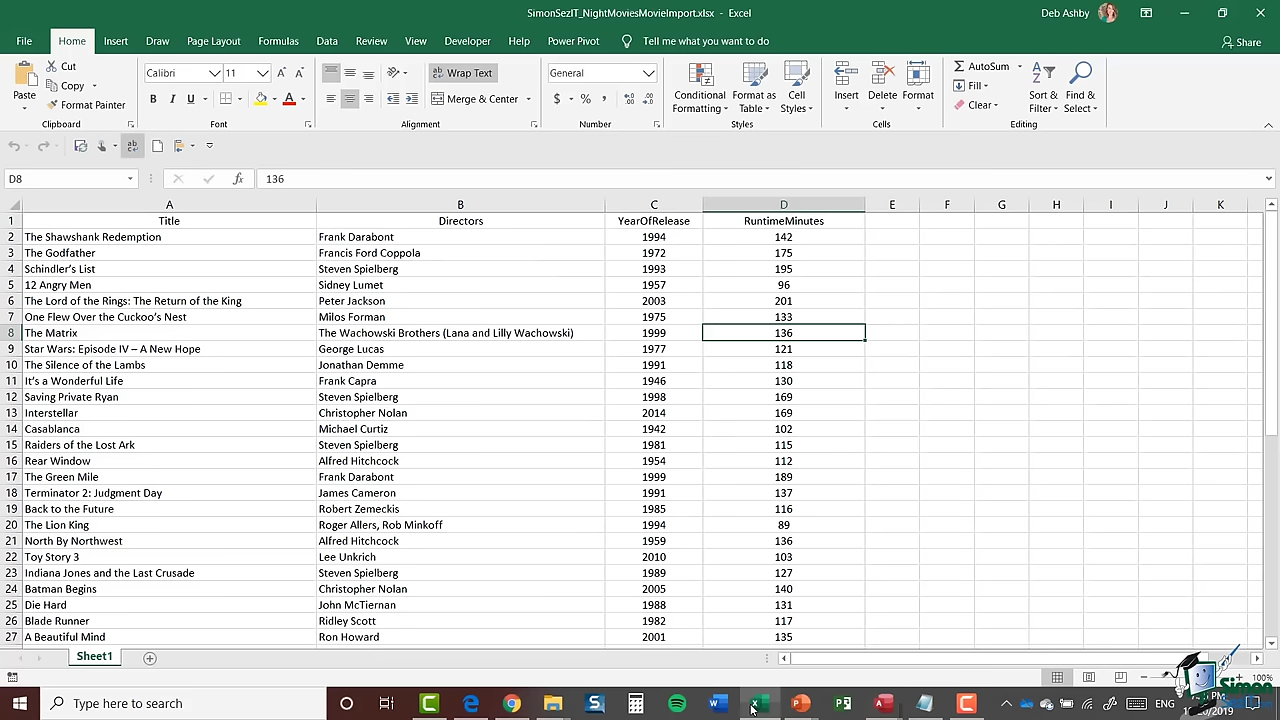 SimonSezIT_NightMoviesMovieImport.xlsx - Excel
Deb Ashby
File Home Insert Draw Page Layout Formulas Data Review View Developer Help Power Pivot Tell me what you want to do Share
Paste
Cut
Copy
Format Painter
Clipboard
Calibri 11
B I U
Font
Wrap Text
Merge & Center
Alignment
General
$ % ,
Number
Conditional Formatting
Format as Table
Cell Styles
Styles
Insert Delete Format
Cells
AutoSum
Fill
Clear
Sort & Filter
Find & Select
Editing
D8 fx 136
A B C D E F G H I J K
1 Title Directors YearOfRelease RuntimeMinutes
2 The Shawshank Redemption Frank Darabont 1994 142
3 The Godfather Francis Ford Coppola 1972 175
4 Schindler's List Steven Spielberg 1993 195
5 12 Angry Men Sidney Lumet 1957 96
6 The Lord of the Rings: The Return of the King Peter Jackson 2003 201
7 One Flew Over the Cuckoo's Nest Milos Forman 1975 133
8 The Matrix The Wachowski Brothers (Lana and Lilly Wachowski) 1999 136
9 Star Wars: Episode IV – A New Hope George Lucas 1977 121
10 The Silence of the Lambs Jonathan Demme 1991 118
11 It's a Wonderful Life Frank Capra 1946 130
12 Saving Private Ryan Steven Spielberg 1998 169
13 Interstellar Christopher Nolan 2014 169
14 Casablanca Michael Curtiz 1942 102
15 Raiders of the Lost Ark Steven Spielberg 1981 115
16 Rear Window Alfred Hitchcock 1954 112
17 The Green Mile Frank Darabont 1999 189
18 Terminator 2: Judgment Day James Cameron 1991 137
19 Back to the Future Robert Zemeckis 1985 116
20 The Lion King Roger Allers, Rob Minkoff 1994 89
21 North By Northwest Alfred Hitchcock 1959 136
22 Toy Story 3 Lee Unkrich 2010 103
23 Indiana Jones and the Last Crusade Steven Spielberg 1989 127
24 Batman Begins Christopher Nolan 2005 140
25 Die Hard John McTiernan 1988 131
26 Blade Runner Ridley Scott 1982 117
27 A Beautiful Mind Ron Howard 2001 135
Sheet1
100%
Type here to search
ENG
PM
Simon